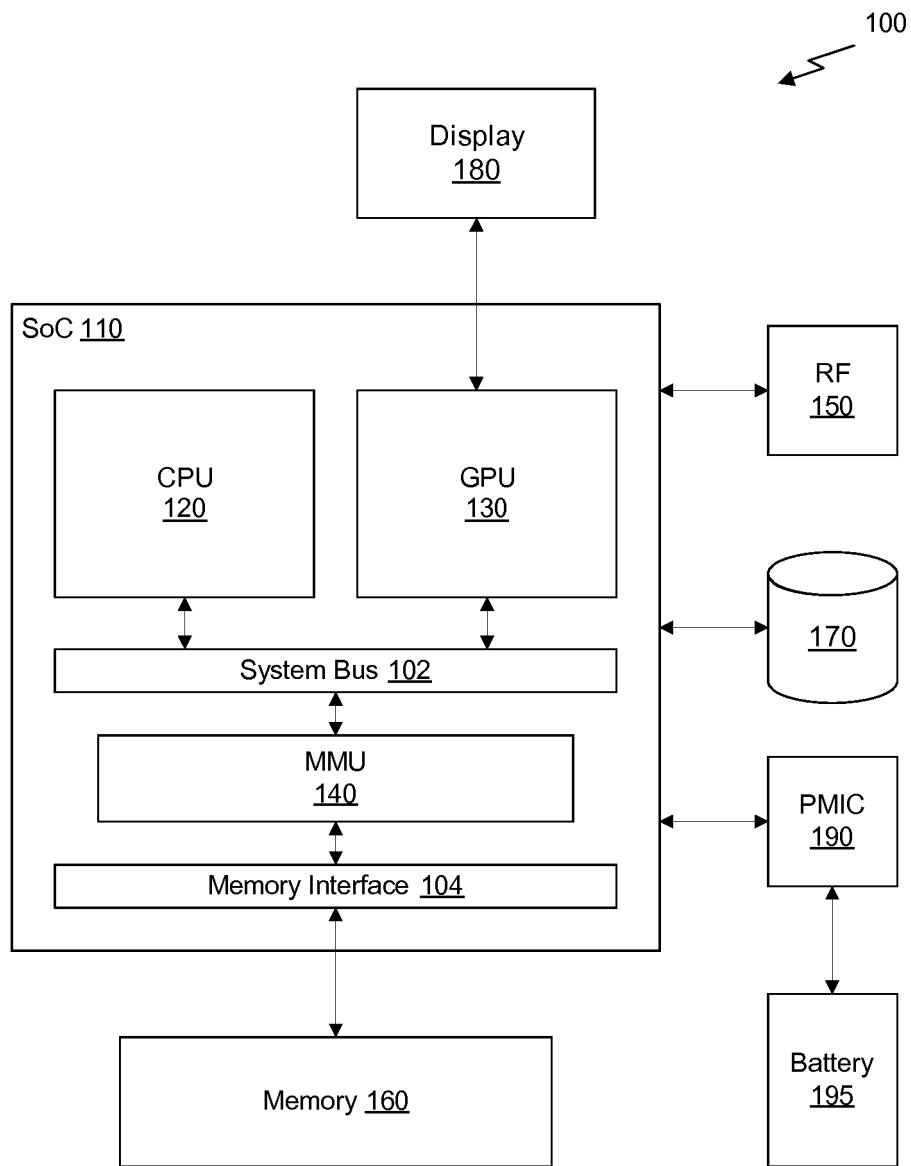 100
Display
180
SoC 110
RF
150
CPU
120
GPU
130
170
System Bus 102
MMU
140
PMIC
190
Memory Interface 104
Battery
195
Memory 160